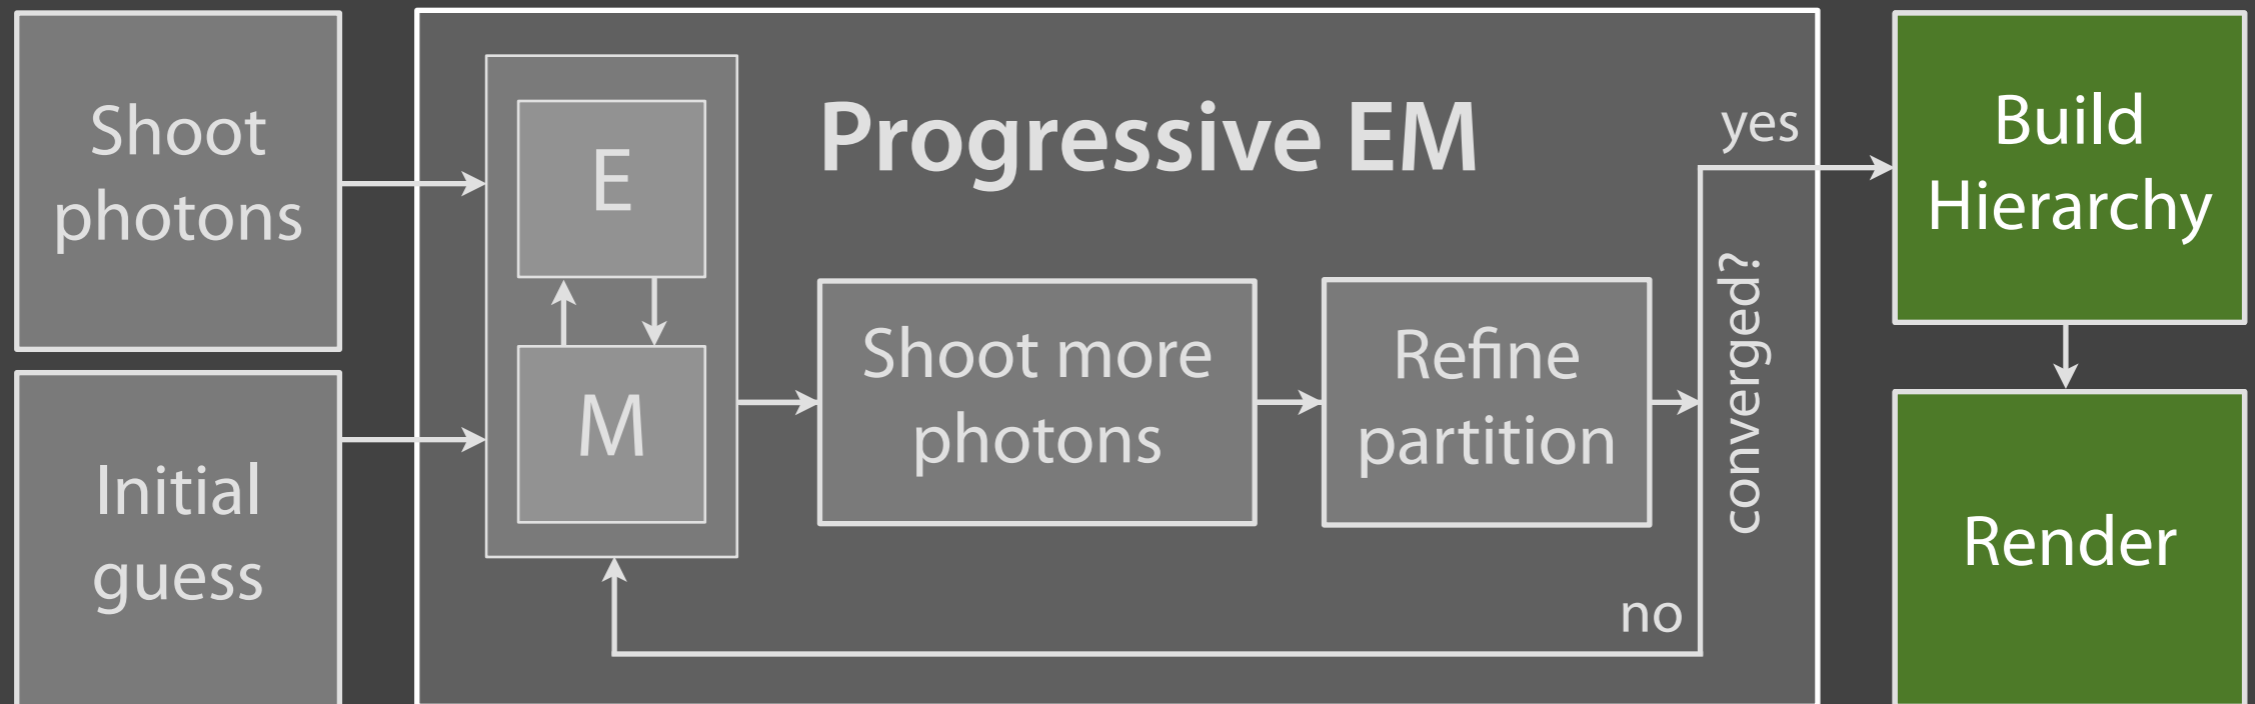 Shoot
photons
Initial
guess
Progressive EM
E
M
Shoot more
photons
Refine
partition
converged?
yes
no
Build
Hierarchy
Render